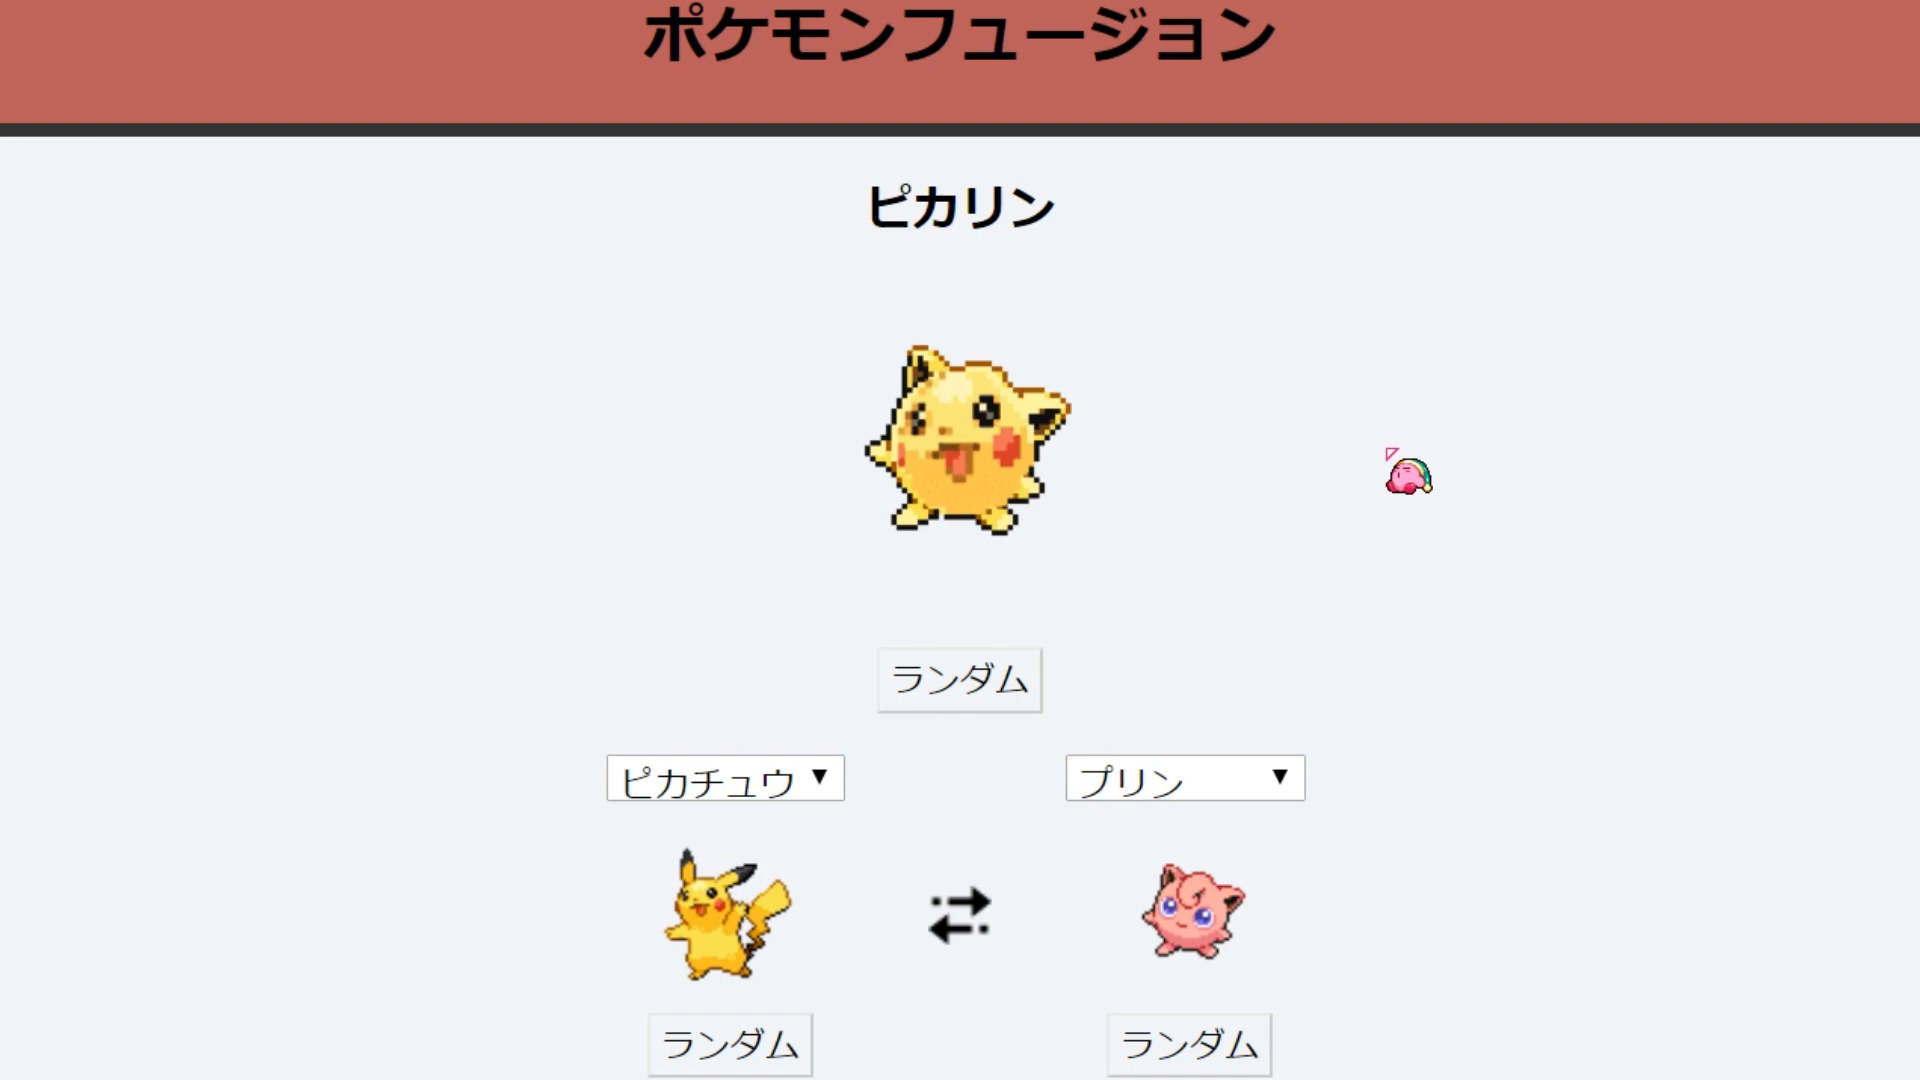 ポケモンフュージョン
ピカリン
ランダム
ピカチュウ ▼
プリン ▼
ランダム
ランダム